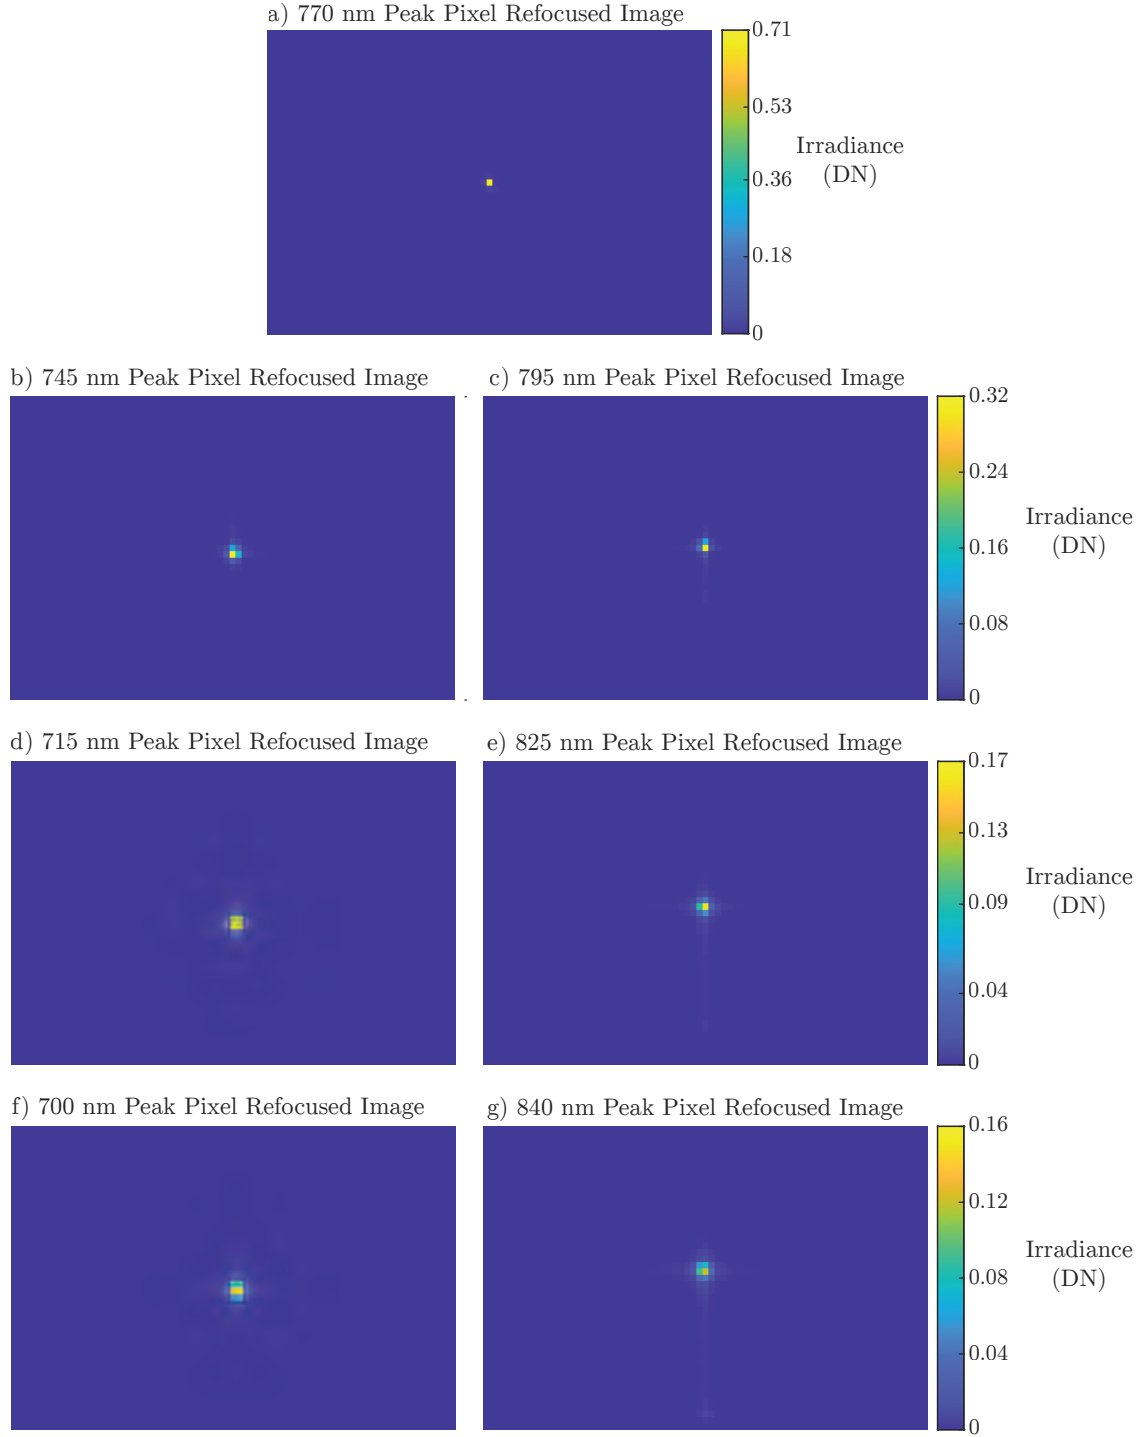 a) 770 nm Peak Pixel Refocused Image
0.71
0.53
0.36
0.18
0
Irradiance
(DN)
b) 745 nm Peak Pixel Refocused Image
c) 795 nm Peak Pixel Refocused Image
0.32
0.24
0.16
0.08
0
Irradiance
(DN)
d) 715 nm Peak Pixel Refocused Image
e) 825 nm Peak Pixel Refocused Image
0.17
0.13
0.09
0.04
0
Irradiance
(DN)
f) 700 nm Peak Pixel Refocused Image
g) 840 nm Peak Pixel Refocused Image
0.16
0.12
0.08
0.04
0
Irradiance
(DN)